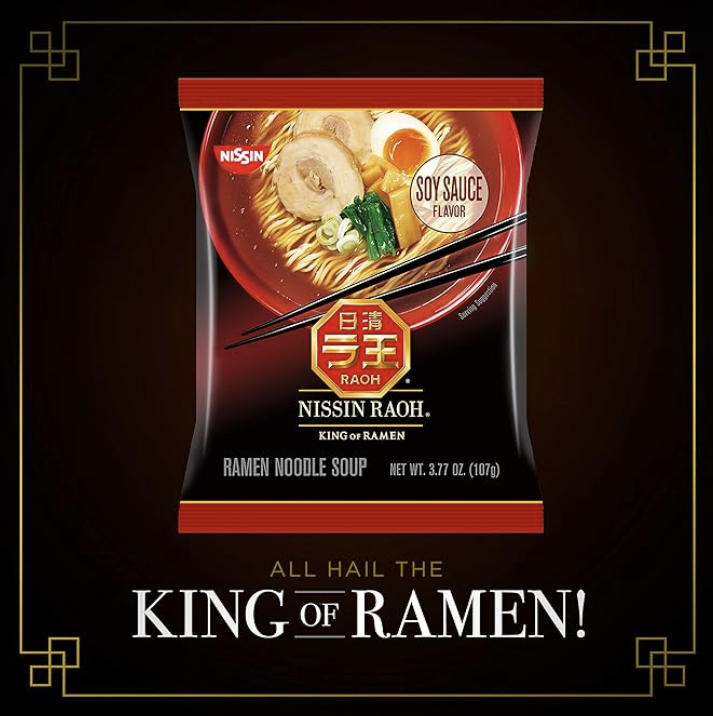 NISSIN
SOY SAUCE
FLAVOR
Serving Suggestion
日清
ラ王
RAOH
NISSIN RAOH®
KING OF RAMEN
RAMEN NOODLE SOUP NET WT. 3.77 OZ. (107g)
ALL HAIL THE
KING OF RAMEN!